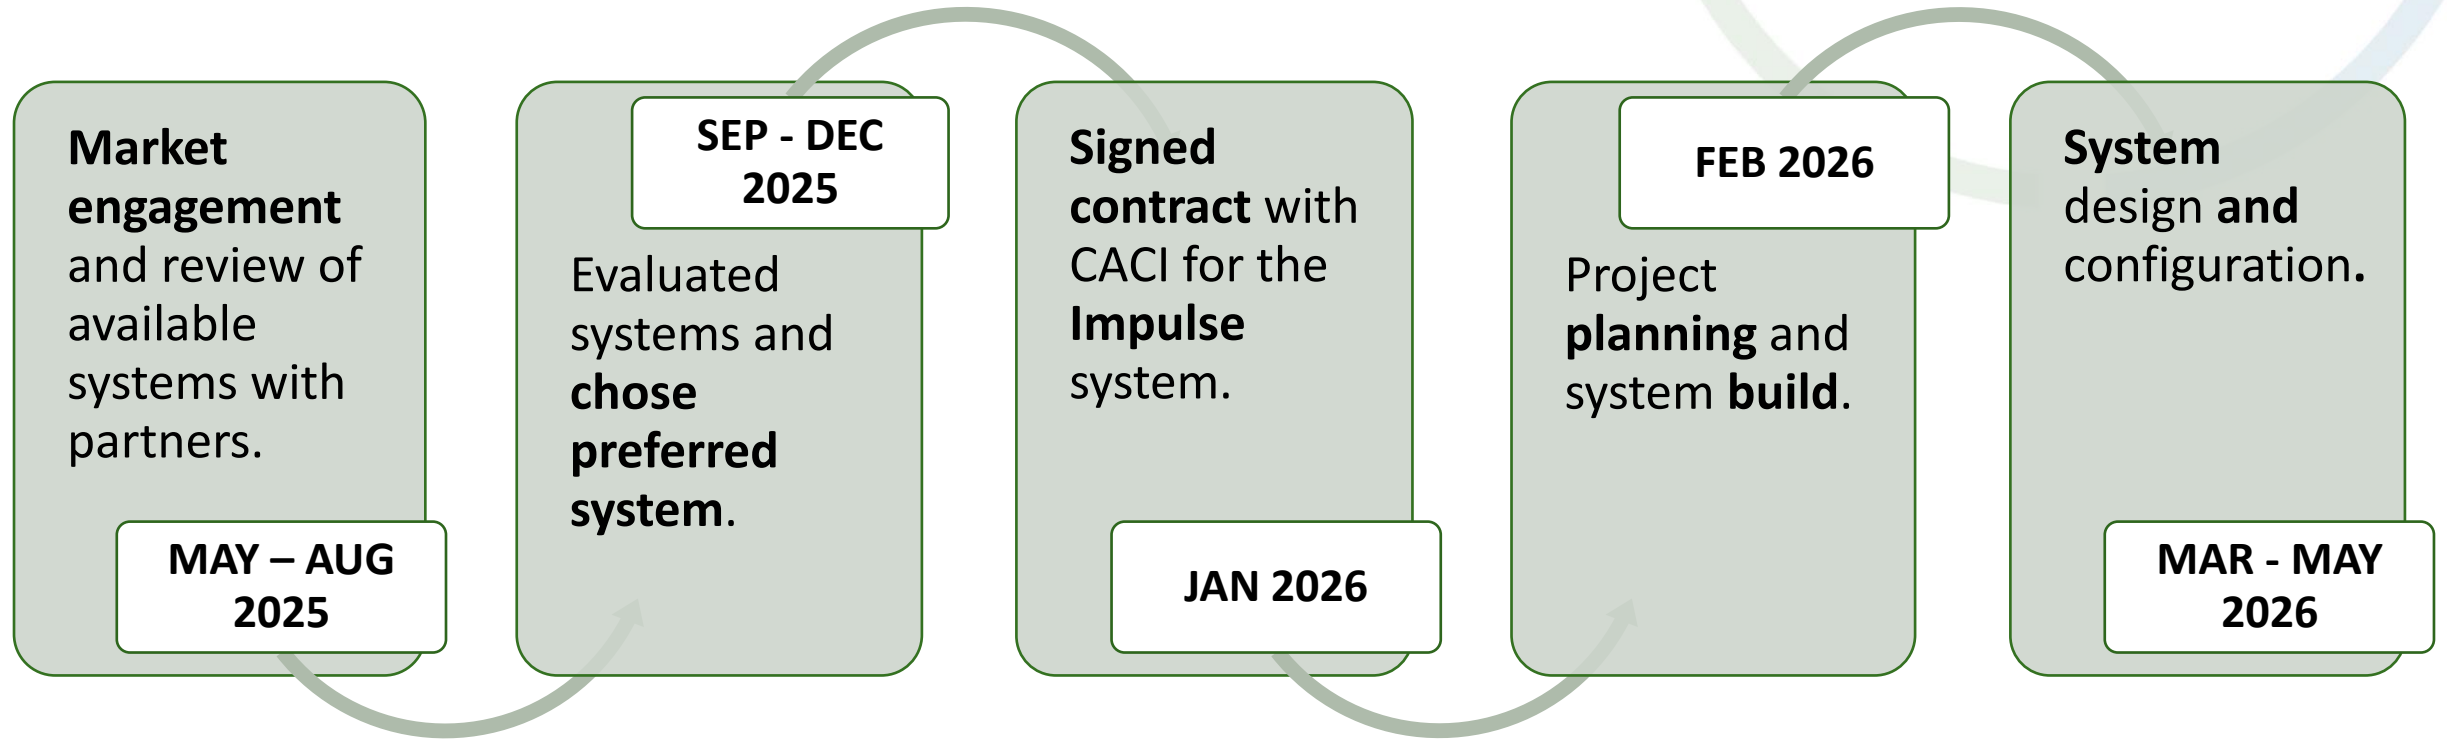 Market
engagement
and review of
available
systems with
partners.
MAY – AUG
2025
SEP - DEC
2025
Evaluated
systems and
chose
preferred
system.
Signed
contract with
CACI for the
Impulse
system.
JAN 2026
FEB 2026
Project
planning and
system build.
System
design and
configuration.
MAR - MAY
2026